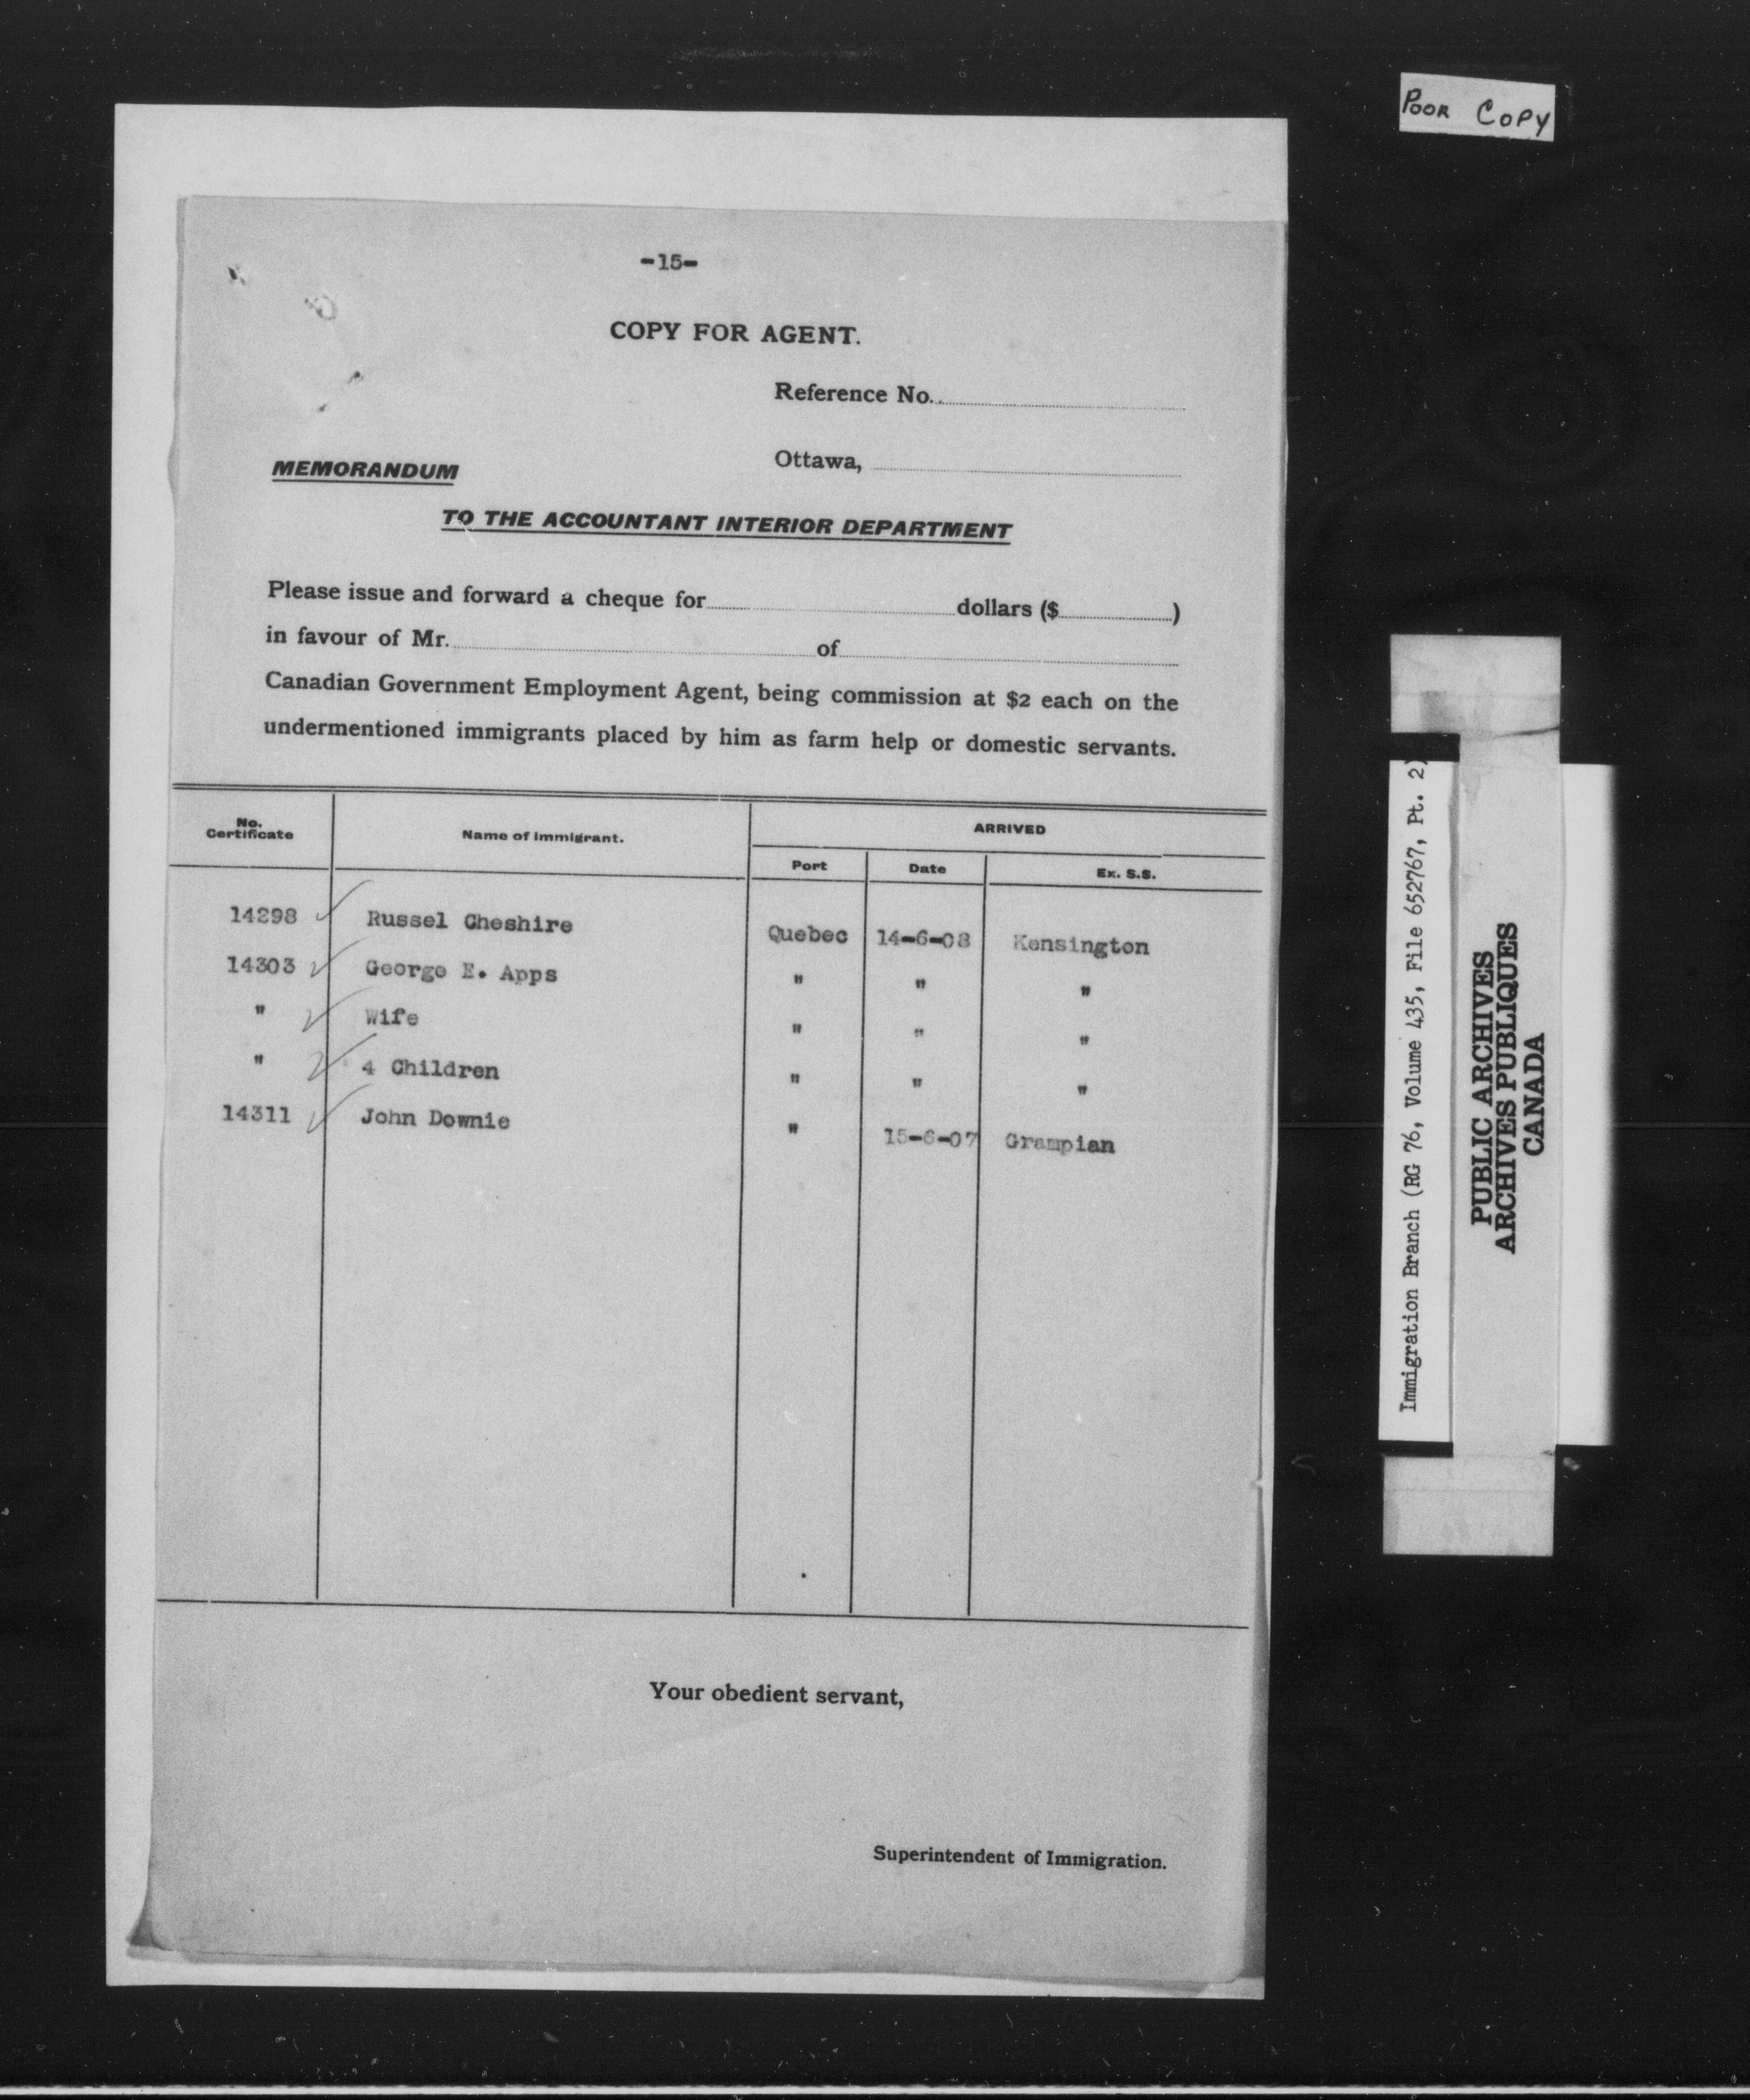 Poor Copy
-15-
COPY FOR AGENT.
Reference No.
MEMORANDUM
Ottawa,
TO THE ACCOUNTANT INTERIOR DEPARTMENT
Please issue and forward a cheque for dollars ($ )
in favour of Mr. of
Canadian Government Employment Agent, being commission at $2 each on the
undermentioned immigrants placed by him as farm help or domestic servants.
No. Certificate Name of Immigrant. ARRIVED
Port Date Ex. S.S.
14298 Russel Cheshire Quebec 14-6-08 Kensington
14303 George E. Apps " " "
" Wife " " "
" 4 Children " " "
14311 John Downie " 15-6-07 Grampian
Your obedient servant,
Superintendent of Immigration.
Immigration Branch (RG 76, Volume 435, File 652767, Pt. 2)
PUBLIC ARCHIVES
ARCHIVES PUBLIQUES
CANADA